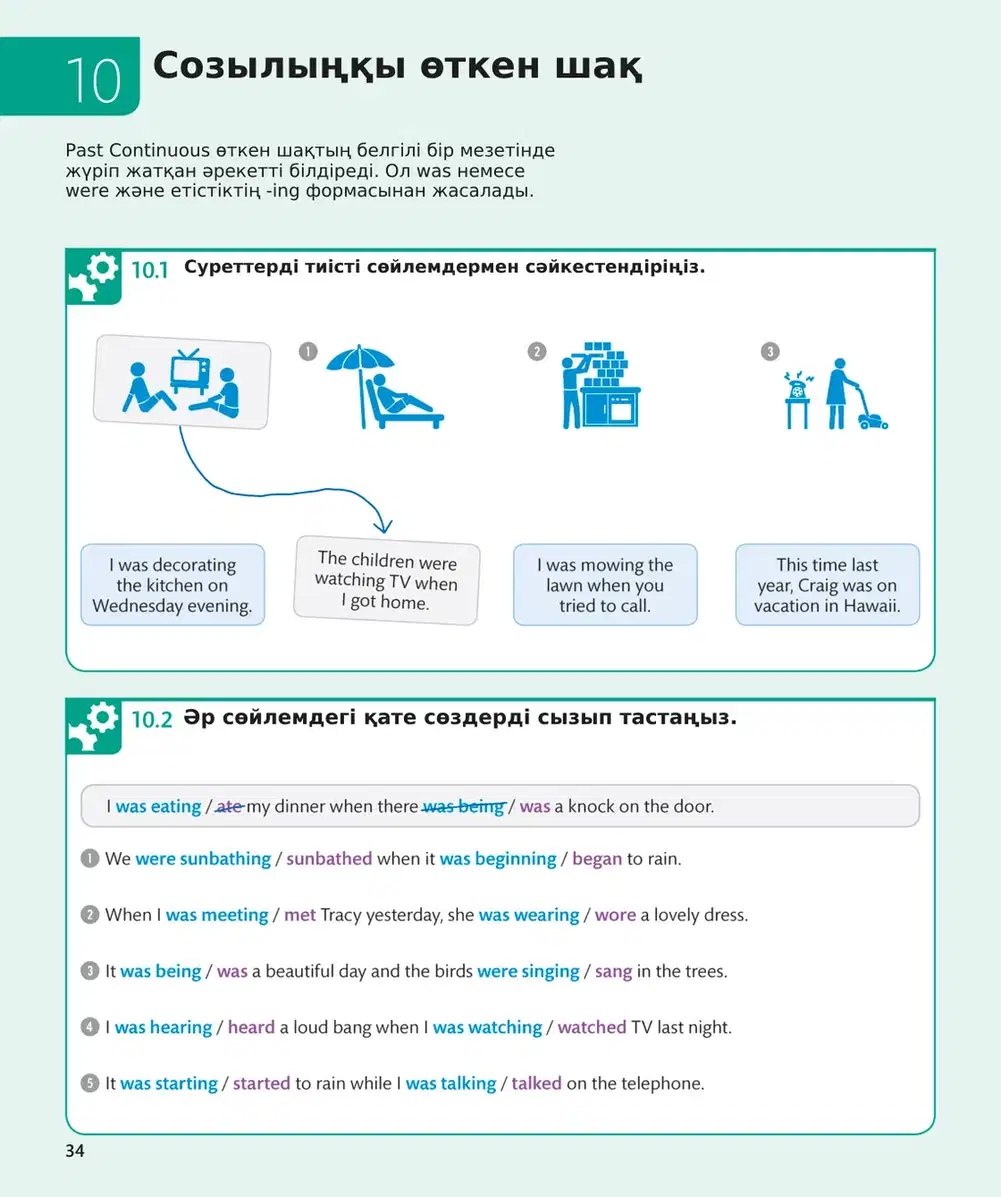 10
Созылыңқы өткен шақ
Past Continuous өткен шақтың белгілі бір мезетінде
жүріп жатқан әрекетті білдіреді. Ол was немесе
were және етістіктің -ing формасынан жасалады.
10.1 Суреттерді тиісті сөйлемдермен сәйкестендіріңіз.
1
2
3
I was decorating
the kitchen on
Wednesday evening.
The children were
watching TV when
I got home.
I was mowing the
lawn when you
tried to call.
This time last
year, Craig was on
vacation in Hawaii.
10.2 Әр сөйлемдегі қате сөздерді сызып тастаңыз.
I was eating / ate my dinner when there was being / was a knock on the door.
1 We were sunbathing / sunbathed when it was beginning / began to rain.
2 When I was meeting / met Tracy yesterday, she was wearing / wore a lovely dress.
3 It was being / was a beautiful day and the birds were singing / sang in the trees.
4 I was hearing / heard a loud bang when I was watching / watched TV last night.
5 It was starting / started to rain while I was talking / talked on the telephone.
34